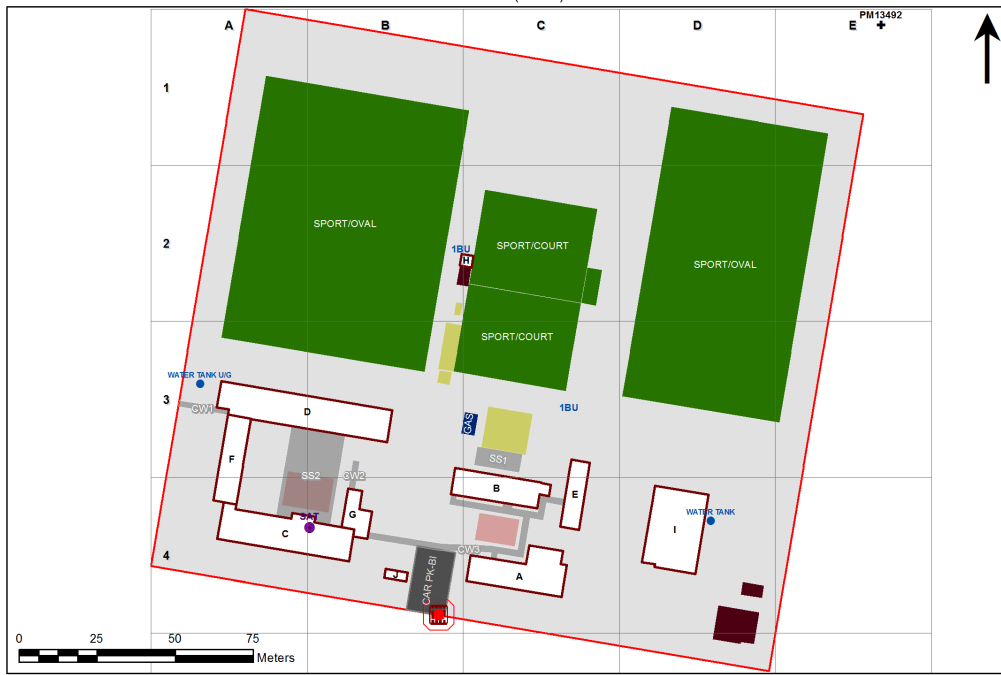 PM13492
A B C D E
1
SPORT/OVAL
2
SPORT/COURT
1BU
H
SPORT/OVAL
SPORT/COURT
WATER TANK U/G
3
1BU
CW1
D
GAS
F
SS1
SS2
CW2
B
E
G
SAT
WATER TANK
C
I
4
CW3
J
CAR PK-BI
A
0 25 50 75
Meters